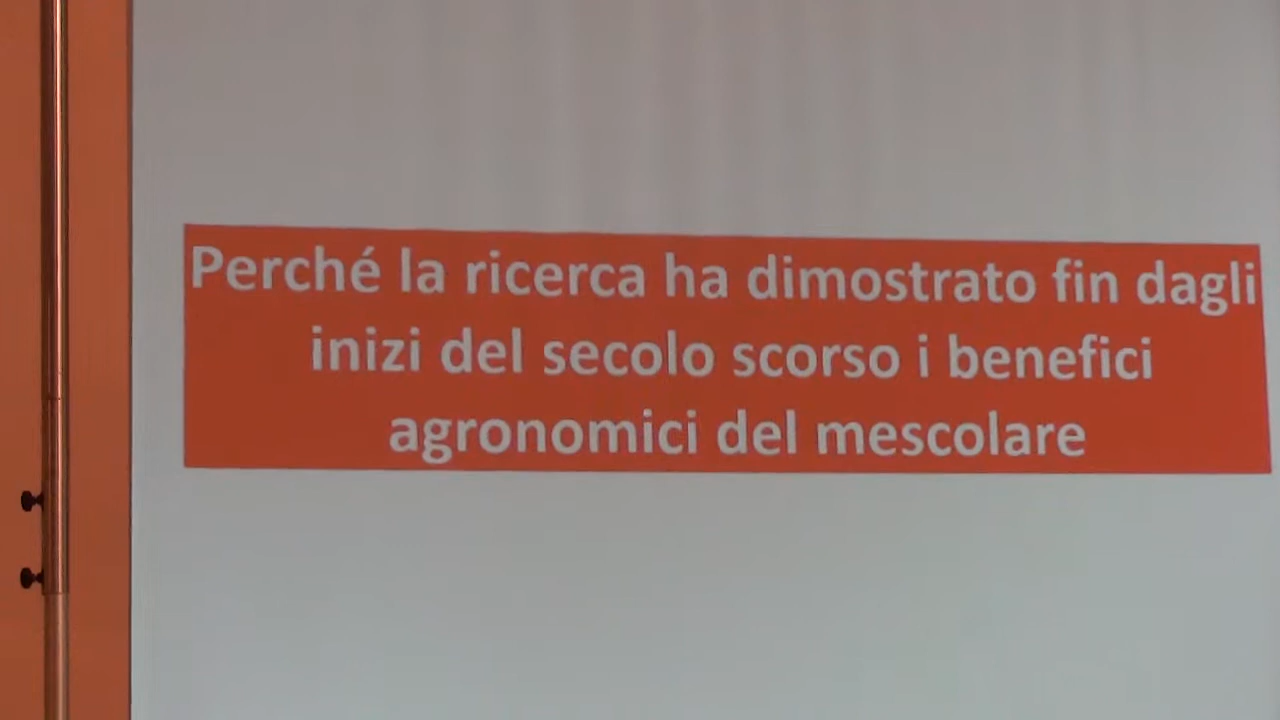 Perché la ricerca ha dimostrato fin dagli
inizi del secolo scorso i benefici
agronomici del mescolare